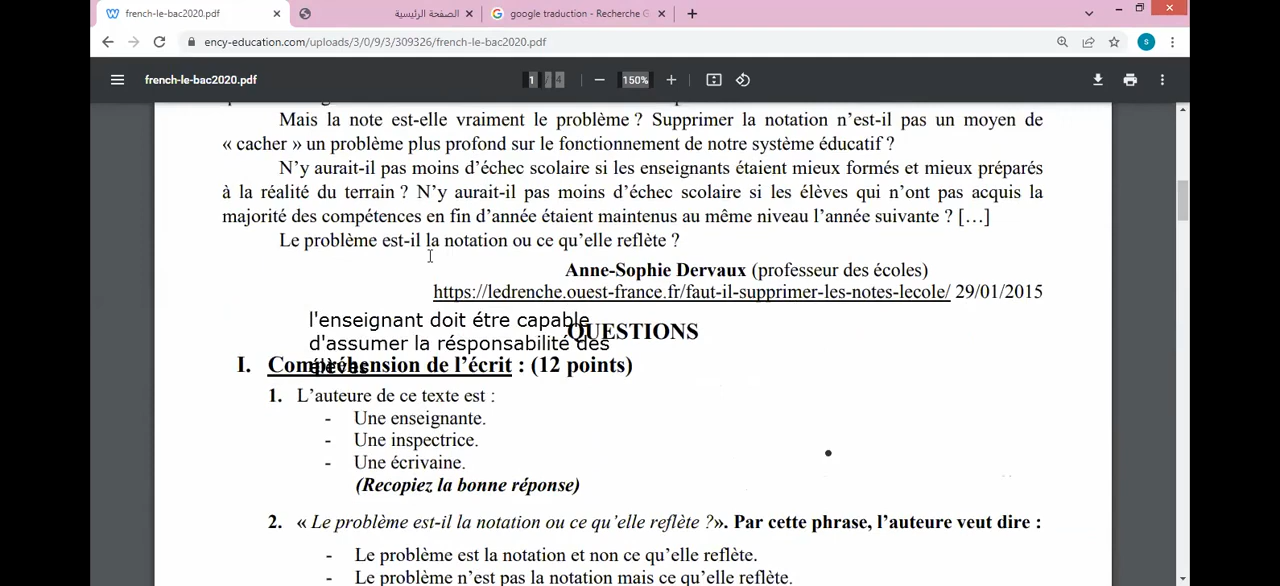 french-le-bac2020.pdf
الصفحة الرئيسية
google traduction - Recherche G
ency-education.com/uploads/3/0/9/3/309326/french-le-bac2020.pdf
s
french-le-bac2020.pdf
1 / 4
150%
Mais la note est-elle vraiment le problème ? Supprimer la notation n'est-il pas un moyen de
« cacher » un problème plus profond sur le fonctionnement de notre système éducatif ?
N'y aurait-il pas moins d'échec scolaire si les enseignants étaient mieux formés et mieux préparés
à la réalité du terrain ? N'y aurait-il pas moins d'échec scolaire si les élèves qui n'ont pas acquis la
majorité des compétences en fin d'année étaient maintenus au même niveau l'année suivante ? […]
Le problème est-il la notation ou ce qu'elle reflète ?
Anne-Sophie Dervaux (professeur des écoles)
https://ledrenche.ouest-france.fr/faut-il-supprimer-les-notes-lecole/ 29/01/2015
l'enseignant doit étre capable
QUESTIONS
d'assumer la résponsabilité des
élèves
I. Compréhension de l'écrit : (12 points)
1. L'auteure de ce texte est :
- Une enseignante.
- Une inspectrice.
- Une écrivaine.
(Recopiez la bonne réponse)
2. « Le problème est-il la notation ou ce qu'elle reflète ?». Par cette phrase, l'auteure veut dire :
- Le problème est la notation et non ce qu'elle reflète.
- Le problème n'est pas la notation mais ce qu'elle reflète.